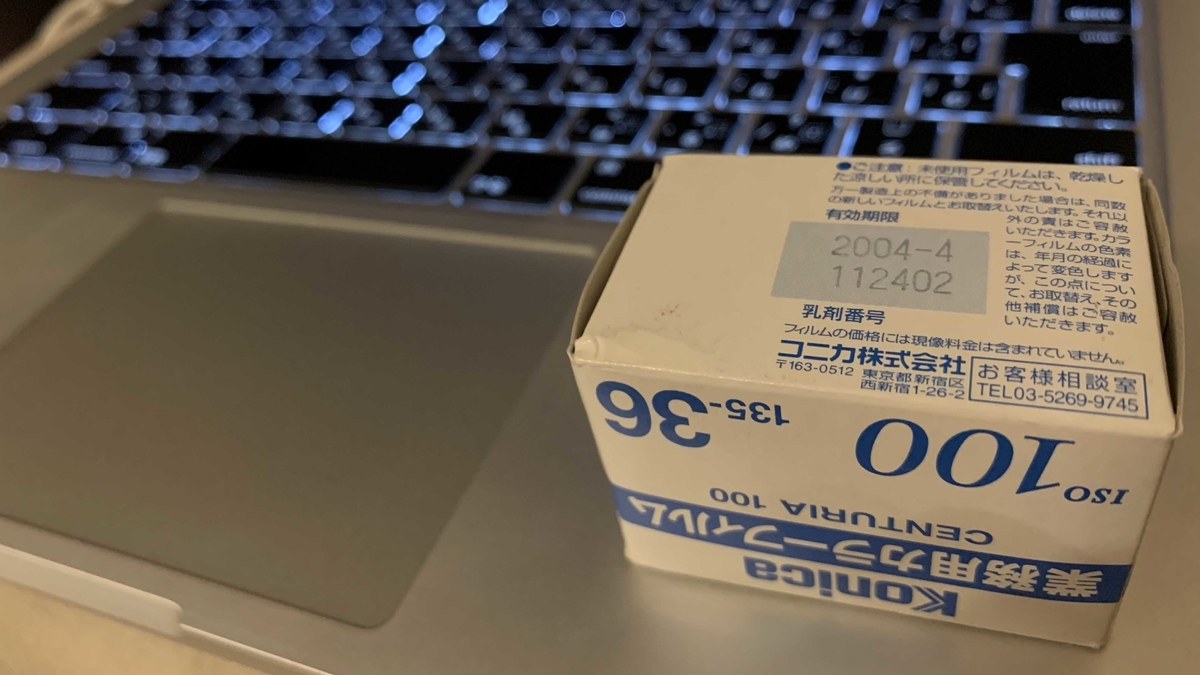 ●ご注意：未使用フィルムは、乾燥し
た涼しい所に保管してください。
万一製造上の不備がありました場合は、同数
の新しいフィルムとお取替えいたします。それ以
外の責はご容赦
いただきます。カラ
ーフィルムの色素
は、年月の経過に
よって変色します
が、この点につい
て、お取替え、その
他補償はご容赦
いただきます。
有効期限
2004-4
112402
乳剤番号
フィルムの価格には現像料金は含まれていません。
コニカ株式会社
〒163-0512 東京都新宿区
西新宿1-26-2
お客様相談室
TEL03-5269-9745
Konica
業務用カラーフィルム
CENTURIA 100
ISO 100
135-36